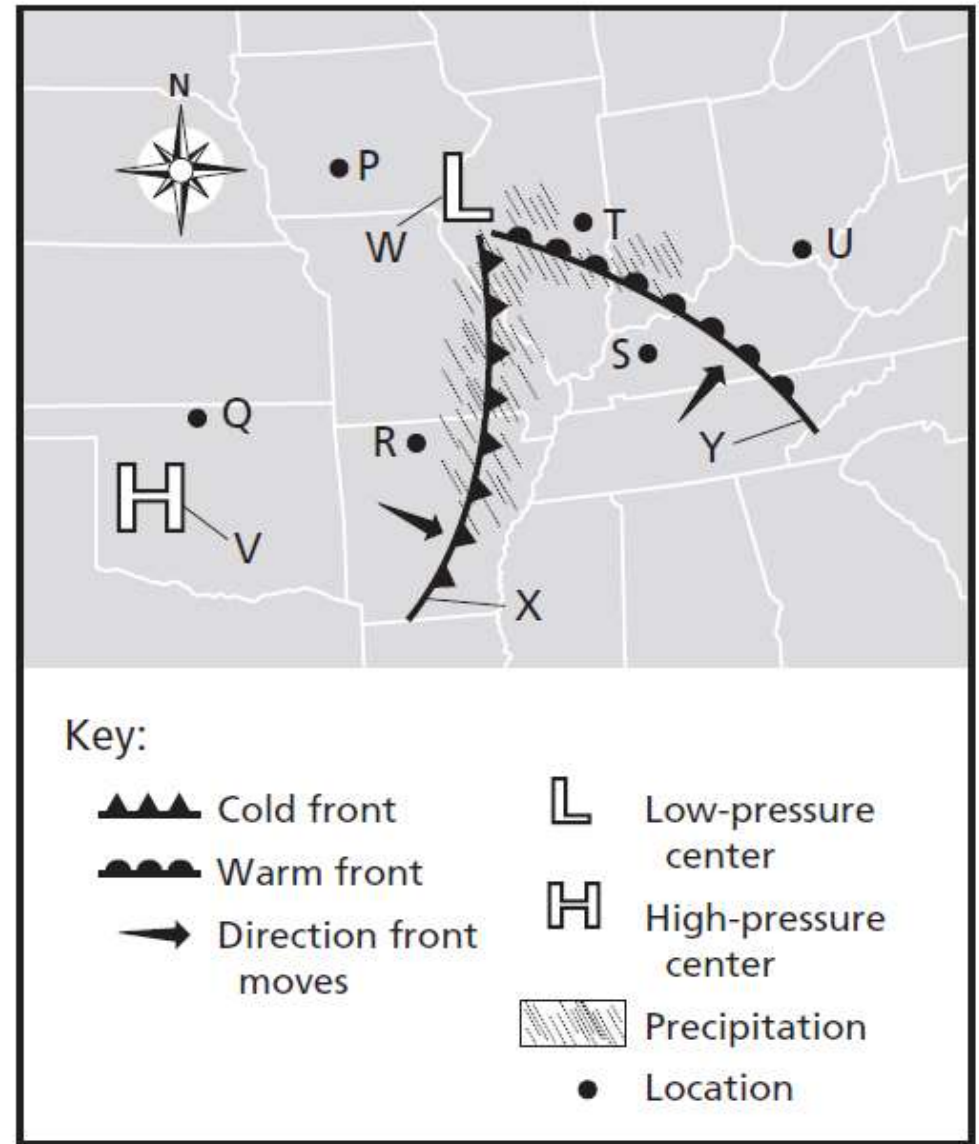 N
P
L
W
T
U
S
Q
R
Y
H
V
X
Key:
Cold front
Warm front
Direction front
moves
L
Low-pressure
center
H
High-pressure
center
Precipitation
Location